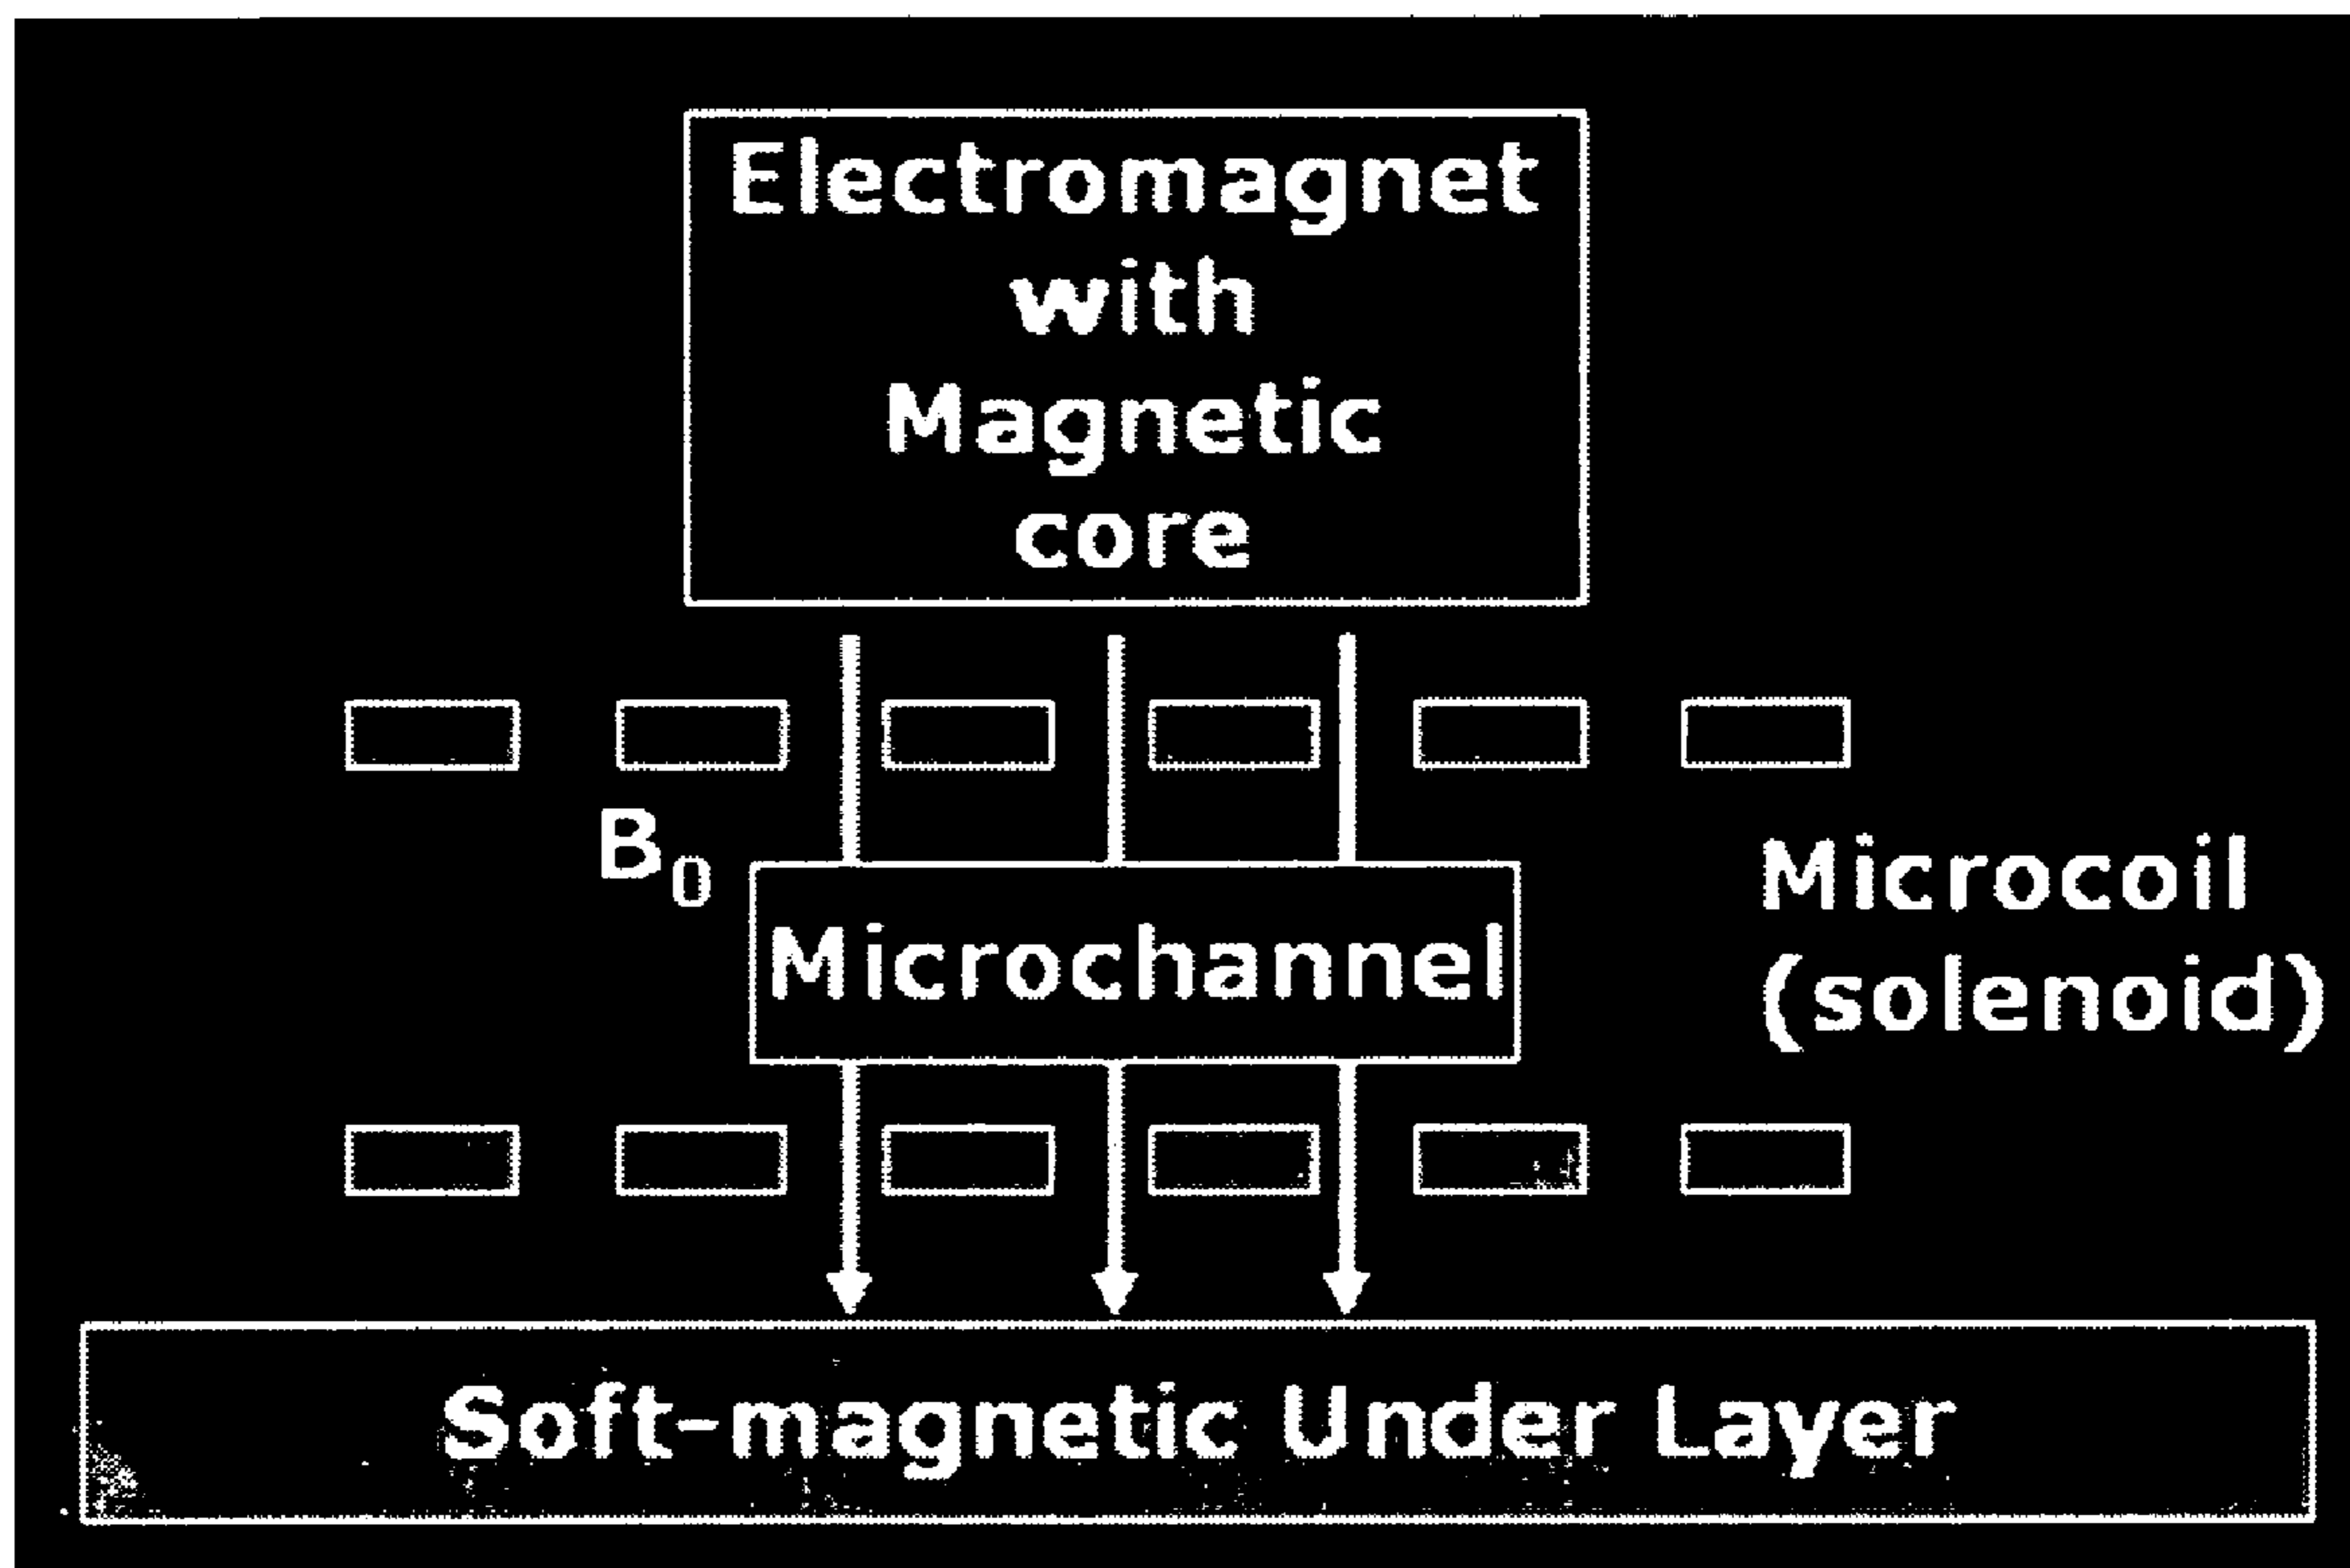 Electromagnet
with
Magnetic
core
B₀
Microchannel
Microcoil
(solenoid)
Soft-magnetic Under Layer